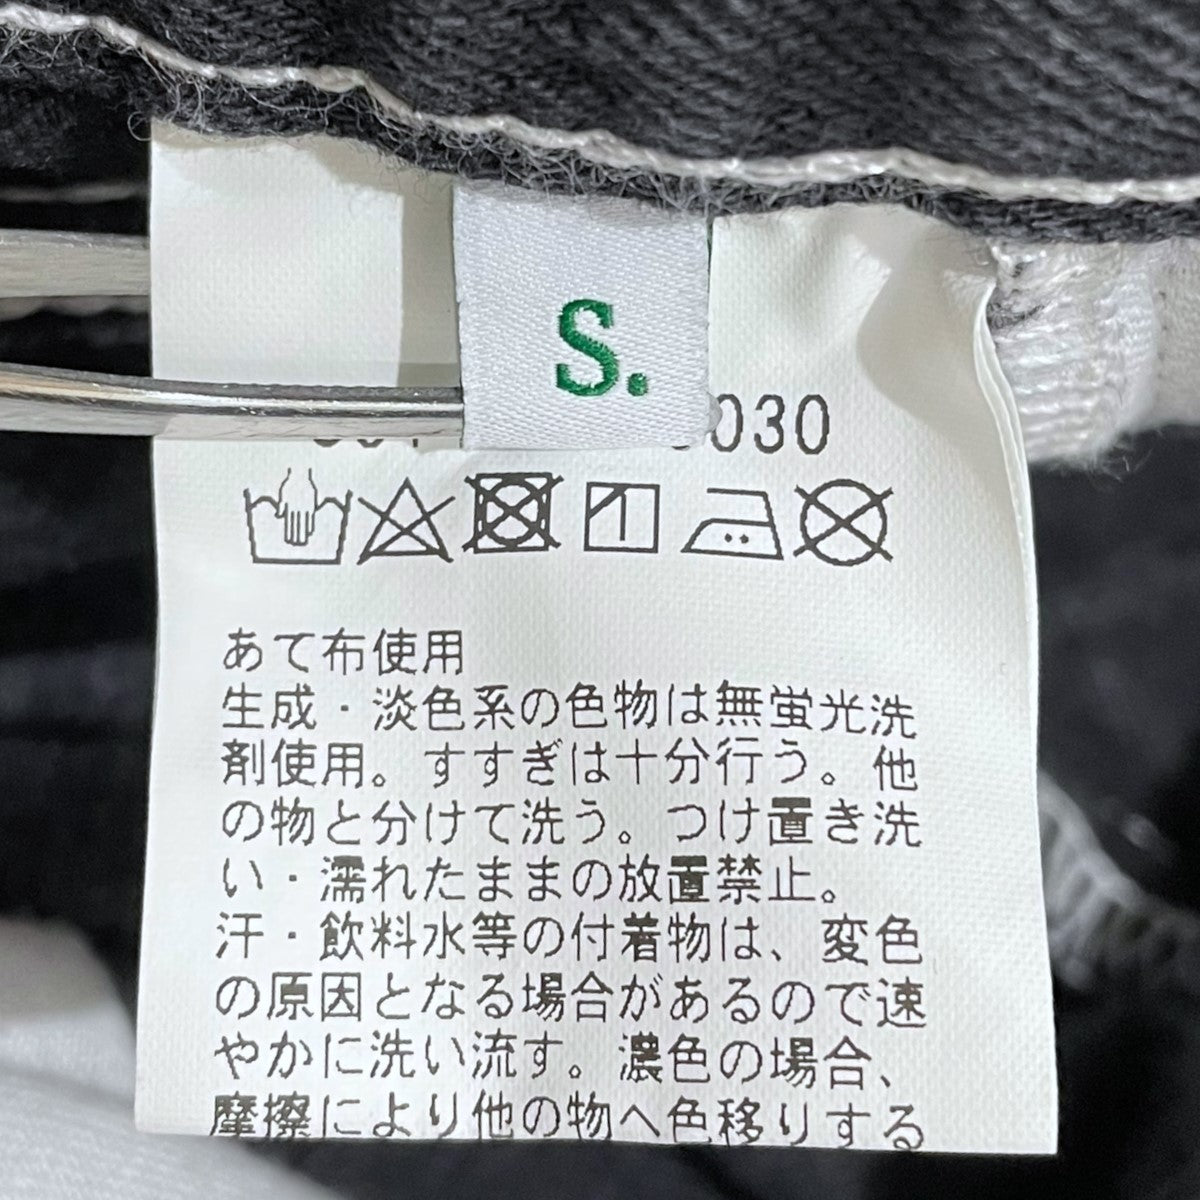 S.
030
あて布使用
生成・淡色系の色物は無蛍光洗
剤使用。すすぎは十分行う。他
の物と分けて洗う。つけ置き洗
い・濡れたままの放置禁止。
汗・飲料水等の付着物は、変色
の原因となる場合があるので速
やかに洗い流す。濃色の場合、
摩擦により他の物へ色移りする